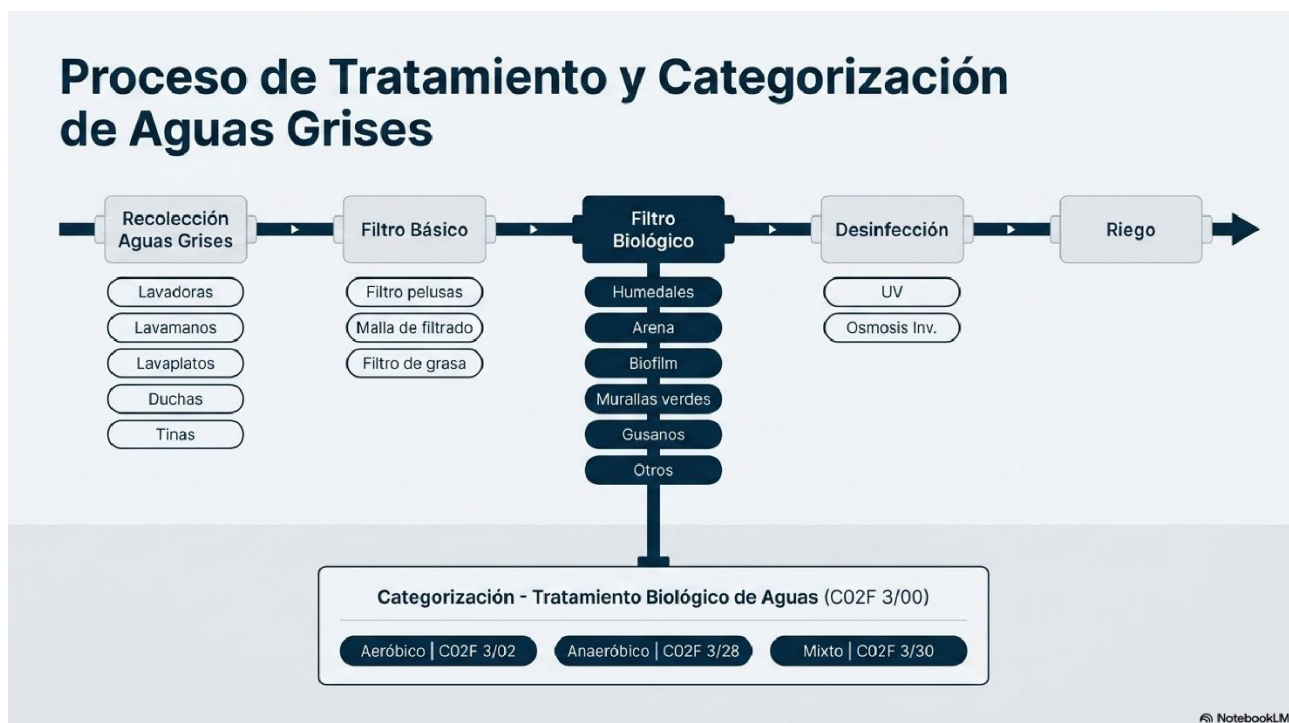 Proceso de Tratamiento y Categorización
de Aguas Grises
Recolección
Aguas Grises
Lavadoras
Lavamanos
Lavaplatos
Duchas
Tinas
Filtro Básico
Filtro pelusas
Malla de filtrado
Filtro de grasa
Filtro
Biológico
Humedales
Arena
Biofilm
Murallas verdes
Gusanos
Otros
Desinfección
UV
Osmosis Inv.
Riego
Categorización - Tratamiento Biológico de Aguas (C02F 3/00)
Aeróbico | C02F 3/02
Anaeróbico | C02F 3/28
Mixto | C02F 3/30
NotebookLM